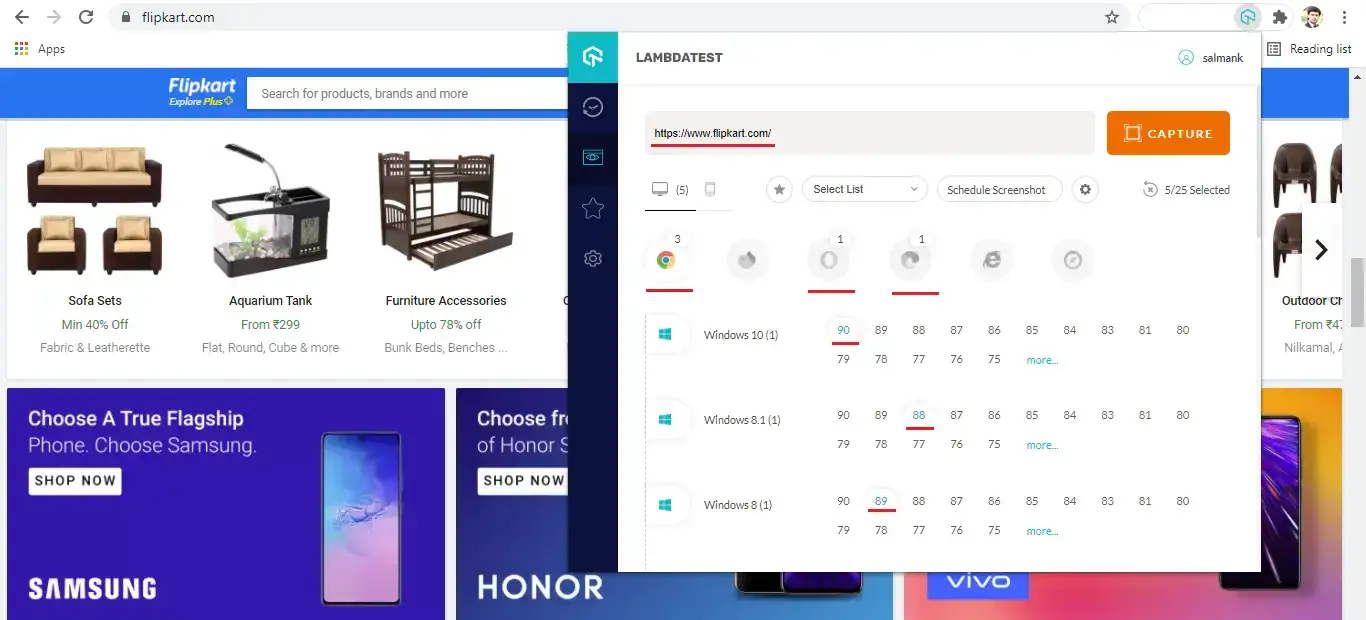 flipkart.com
Apps
Reading list
Flipkart
Explore Plus
Search for products, brands and more
Sofa Sets
Min 40% Off
Fabric & Leatherette
Aquarium Tank
From ₹299
Flat, Round, Cube & more
Furniture Accessories
Upto 78% off
Bunk Beds, Benches ...
Choose A True Flagship
Phone. Choose Samsung.
SHOP NOW
SAMSUNG
Choose fr
of Honor S
SHOP NOW
HONOR
LAMBDATEST
salmank
https://www.flipkart.com/
CAPTURE
(5)
Select List
Schedule Screenshot
5/25 Selected
3
1
1
Windows 10 (1)
90 89 88 87 86 85 84 83 81 80
79 78 77 76 75 more...
Windows 8.1 (1)
90 89 88 87 86 85 84 83 81 80
79 78 77 76 75 more...
Windows 8 (1)
90 89 88 87 86 85 84 83 81 80
79 78 77 76 75 more...
Outdoor Ch
From ₹47
Nilkamal, A
vivo